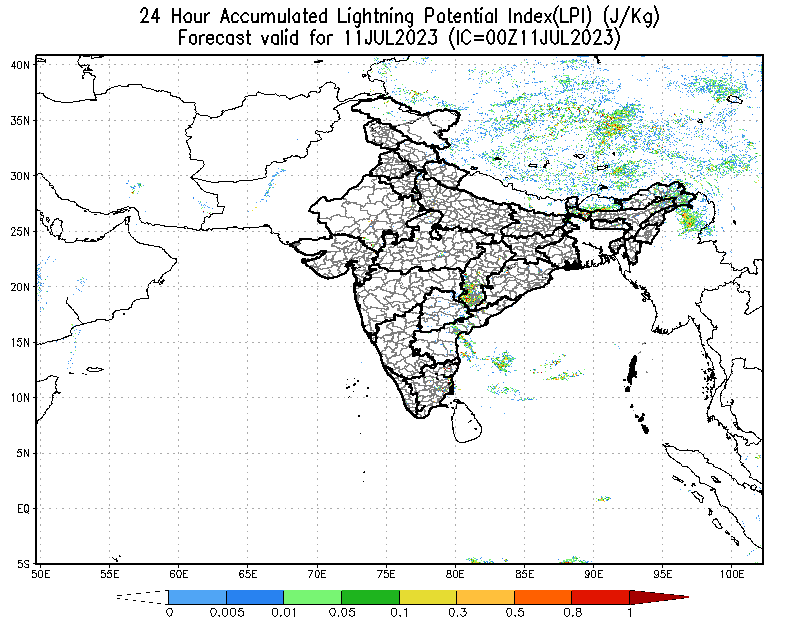 24 Hour Accumulated Lightning Potential Index(LPI) (J/Kg)
Forecast valid for 11JUL2023 (IC=00Z11JUL2023)
40N
35N
30N
25N
20N
15N
10N
5N
EQ
5S
50E 55E 60E 65E 70E 75E 80E 85E 90E 95E 100E
0 0.005 0.01 0.05 0.1 0.3 0.5 0.8 1